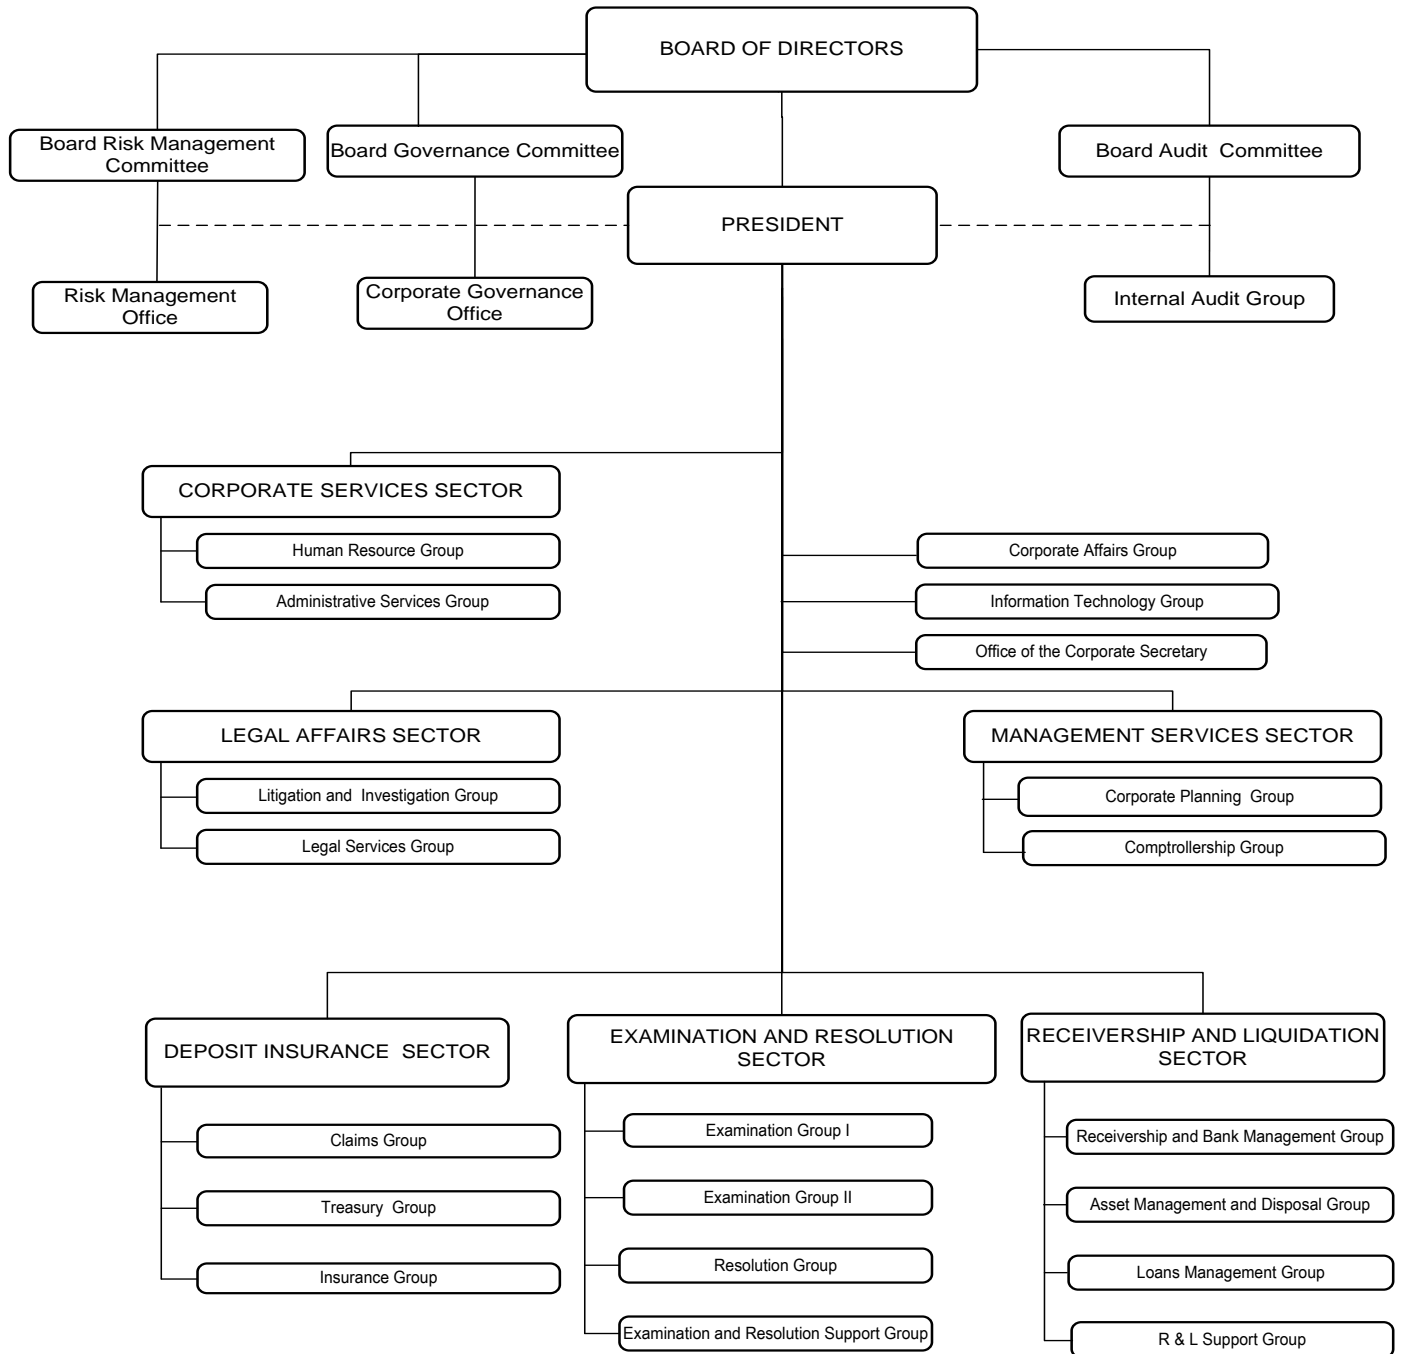 BOARD OF DIRECTORS
Board Risk Management
Committee
Board Governance Committee
Board Audit Committee
PRESIDENT
Risk Management
Office
Corporate Governance
Office
Internal Audit Group
CORPORATE SERVICES SECTOR
Human Resource Group
Administrative Services Group
Corporate Affairs Group
Information Technology Group
Office of the Corporate Secretary
LEGAL AFFAIRS SECTOR
Litigation and Investigation Group
Legal Services Group
MANAGEMENT SERVICES SECTOR
Corporate Planning Group
Comptrollership Group
DEPOSIT INSURANCE SECTOR
Claims Group
Treasury Group
Insurance Group
EXAMINATION AND RESOLUTION
SECTOR
Examination Group I
Examination Group II
Resolution Group
Examination and Resolution Support Group
RECEIVERSHIP AND LIQUIDATION
SECTOR
Receivership and Bank Management Group
Asset Management and Disposal Group
Loans Management Group
R & L Support Group